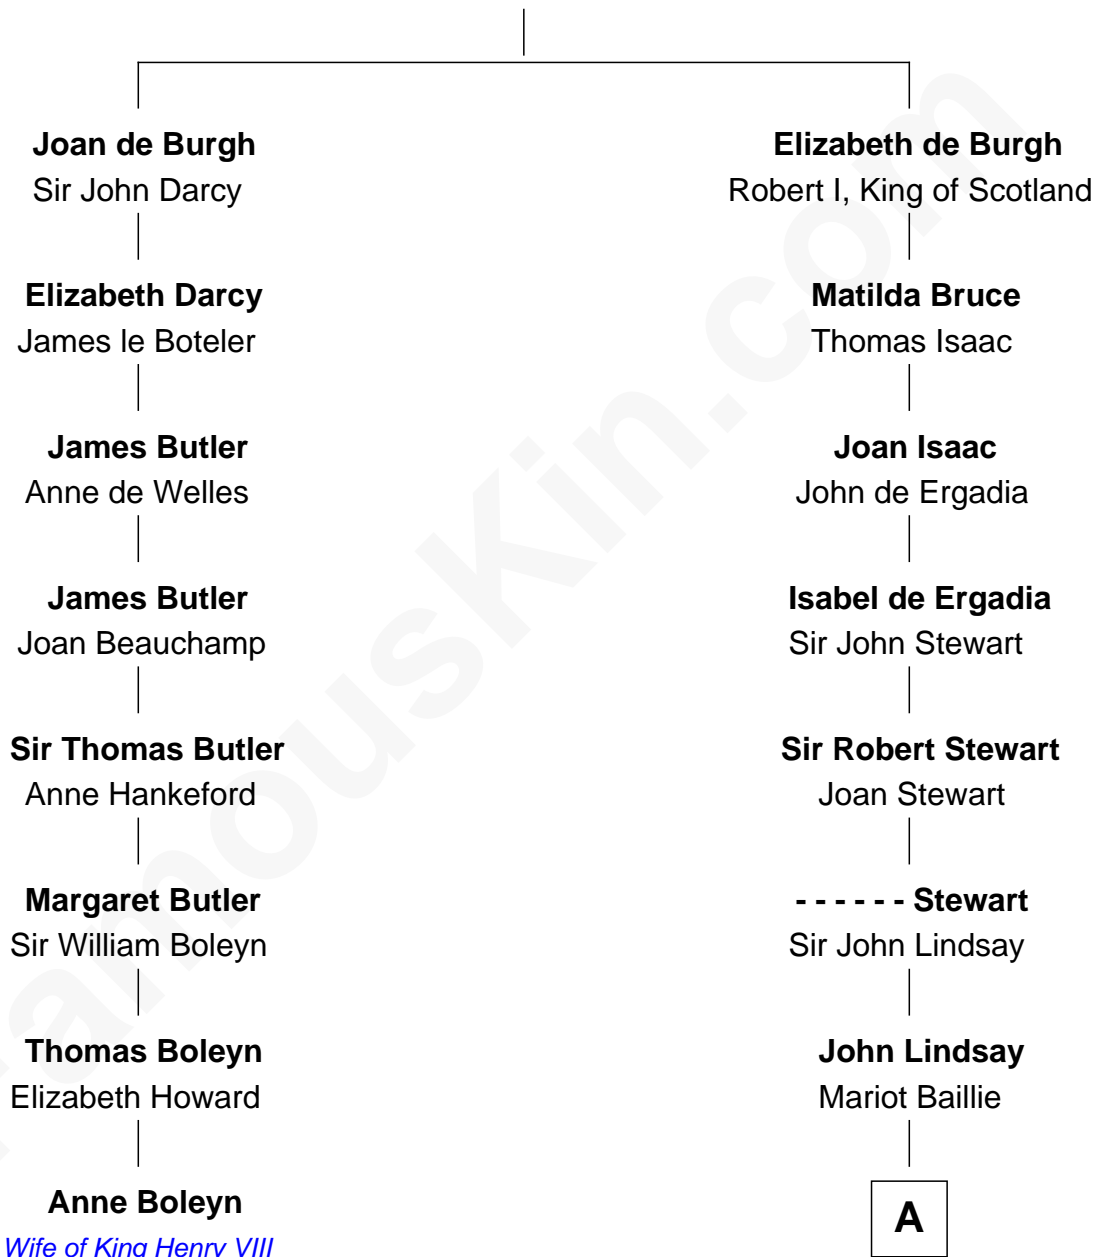 Joan de Burgh
Sir John Darcy
Elizabeth de Burgh
Robert I, King of Scotland
Elizabeth Darcy
James le Boteler
Matilda Bruce
Thomas Isaac
James Butler
Anne de Welles
Joan Isaac
John de Ergadia
James Butler
Joan Beauchamp
Isabel de Ergadia
Sir John Stewart
Sir Thomas Butler
Anne Hankeford
Sir Robert Stewart
Joan Stewart
Margaret Butler
Sir William Boleyn
- - - - - - Stewart
Sir John Lindsay
Thomas Boleyn
Elizabeth Howard
John Lindsay
Mariot Baillie
Anne Boleyn
Wife of King Henry VIII
A
FamousKin.com